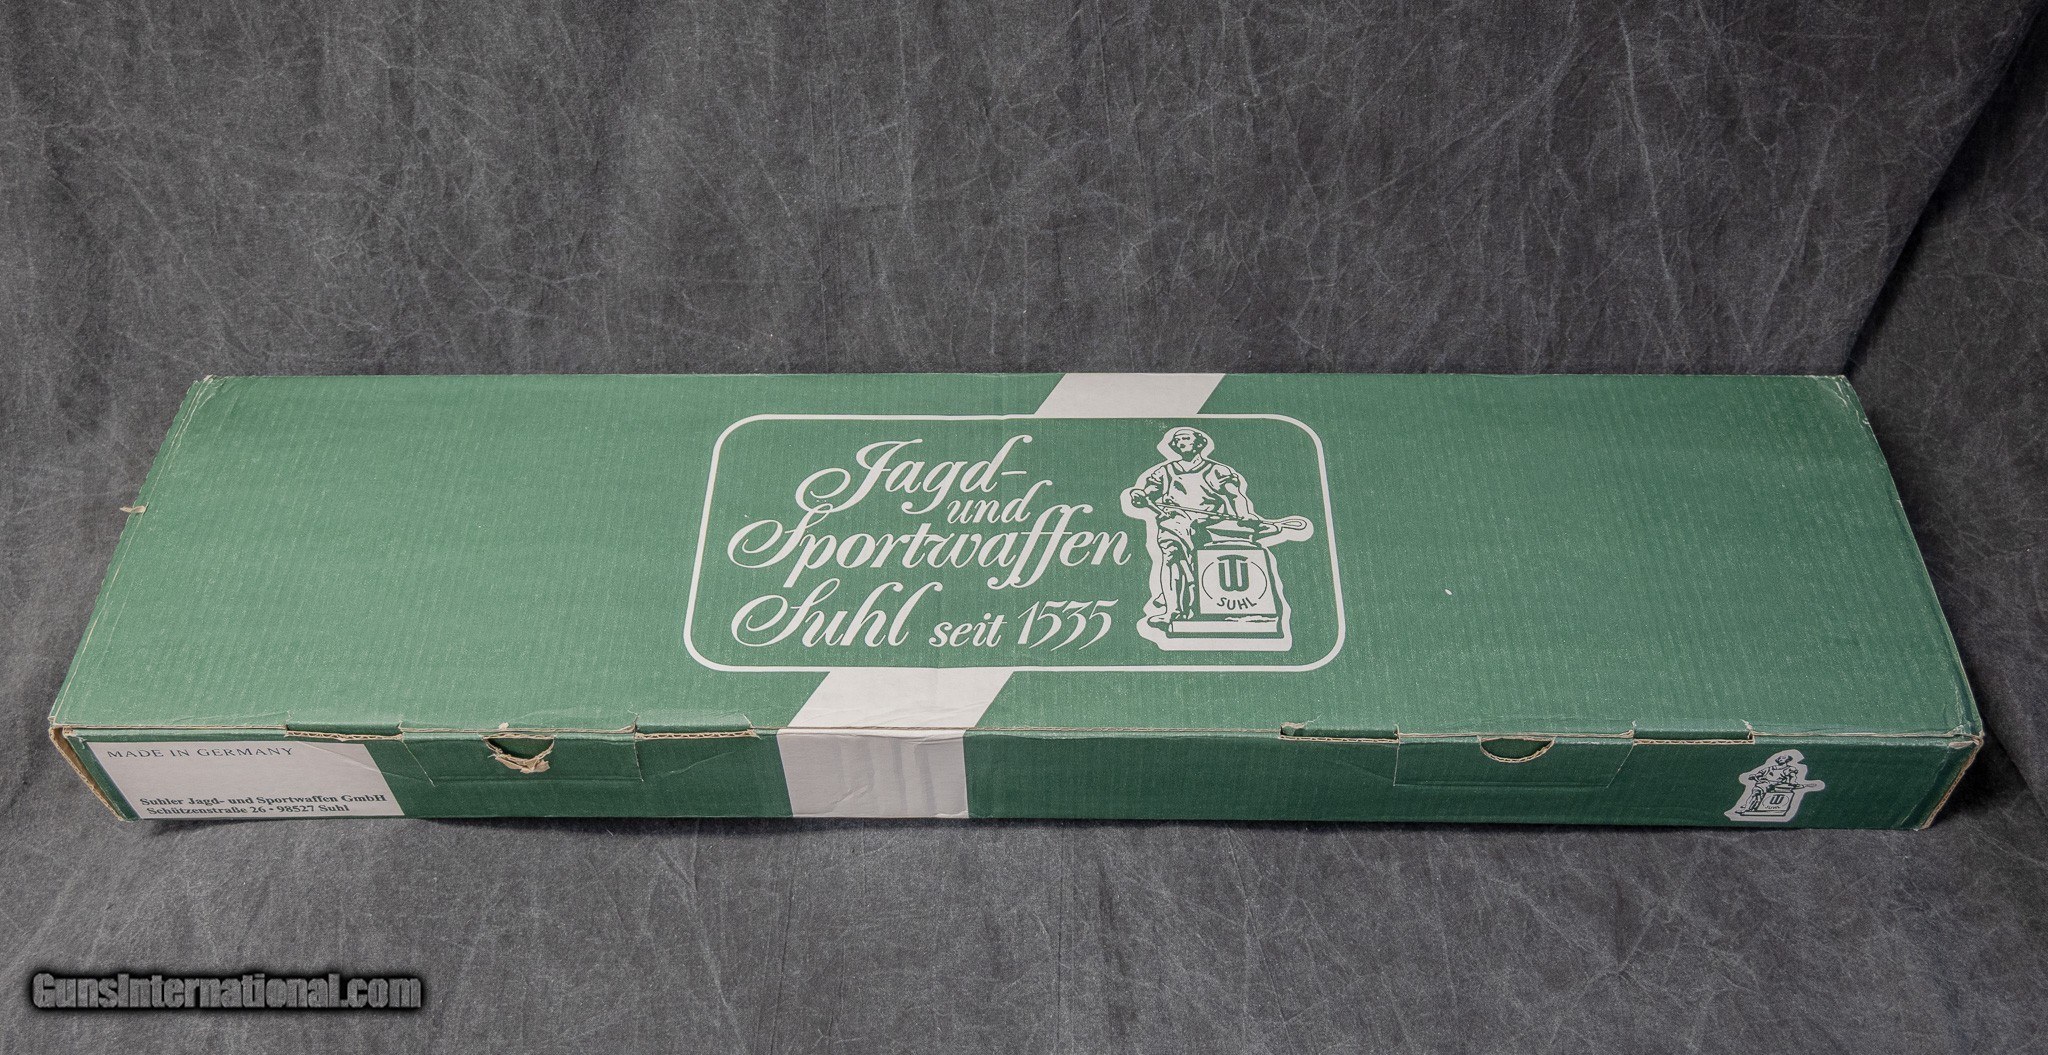 Jagd-
und
Sportwaffen
Suhl seit 1535
W
SUHL
MADE IN GERMANY
Suhler Jagd- und Sportwaffen GmbH
Schützenstraße 26 • 98527 Suhl
GunsInternational.com